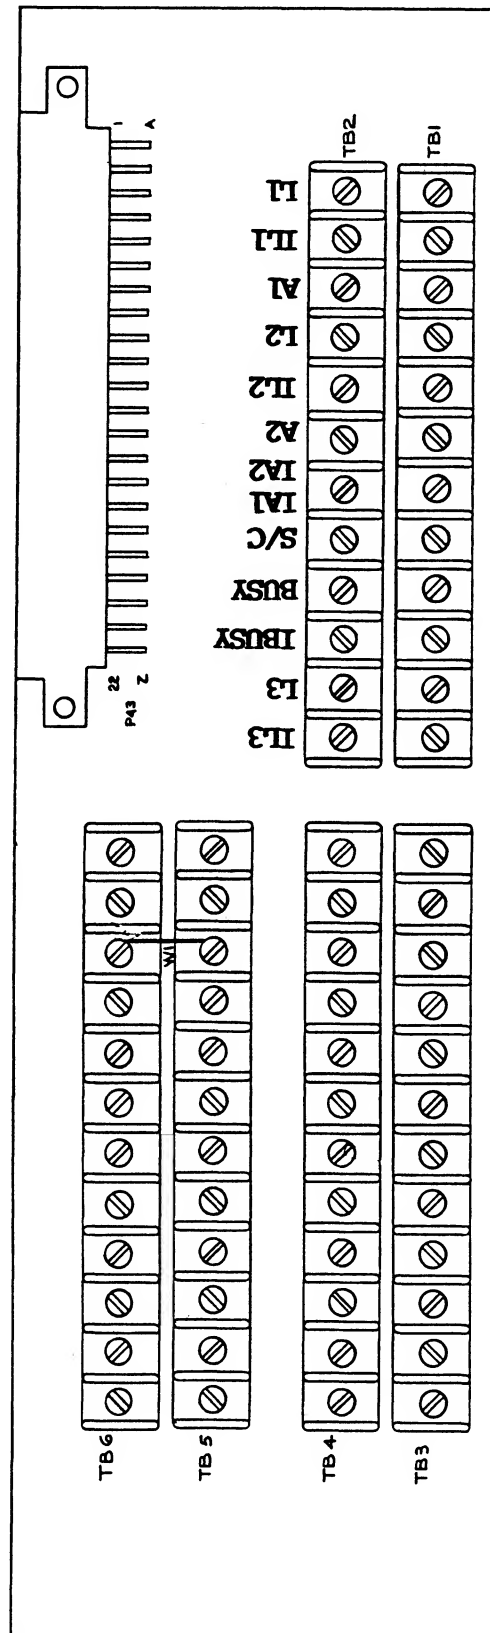 1 A
TB2 TB1
L1
IL1
A1
L2
IL2
A2
IA2
IA1
S/C
BUSY
IBUSY
L3
IL3
22 Z
P43
W1
TB6 TB5 TB4 TB3